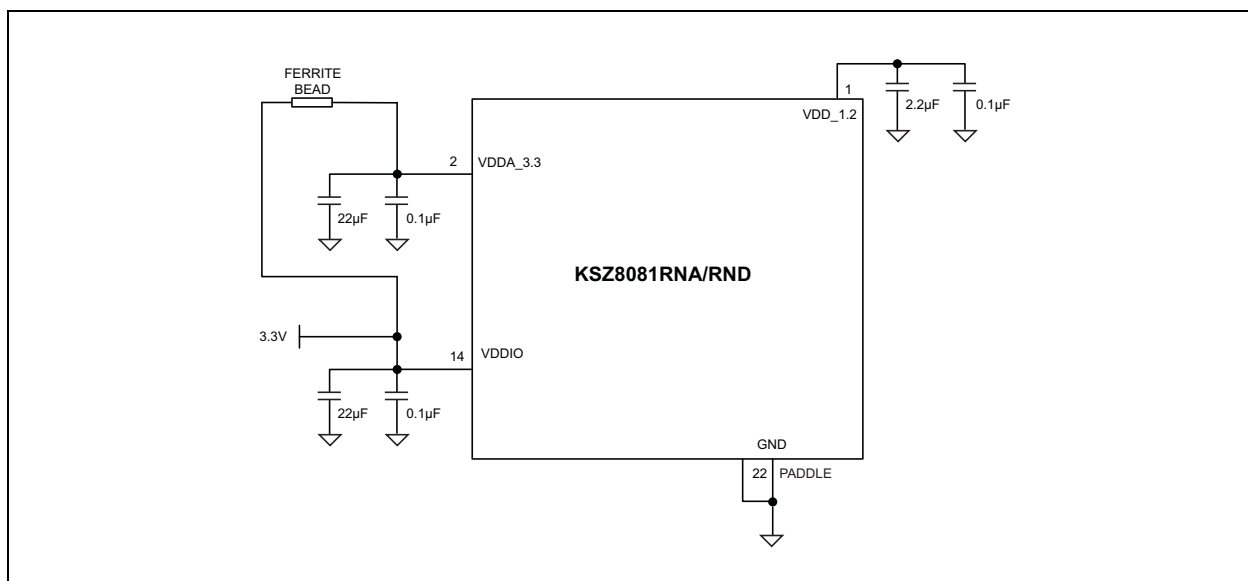 FERRITE
BEAD
1
VDD_1.2
2.2µF
0.1µF
2
VDDA_3.3
22µF
0.1µF
KSZ8081RNA/RND
3.3V
14
VDDIO
22µF
0.1µF
GND
22
PADDLE